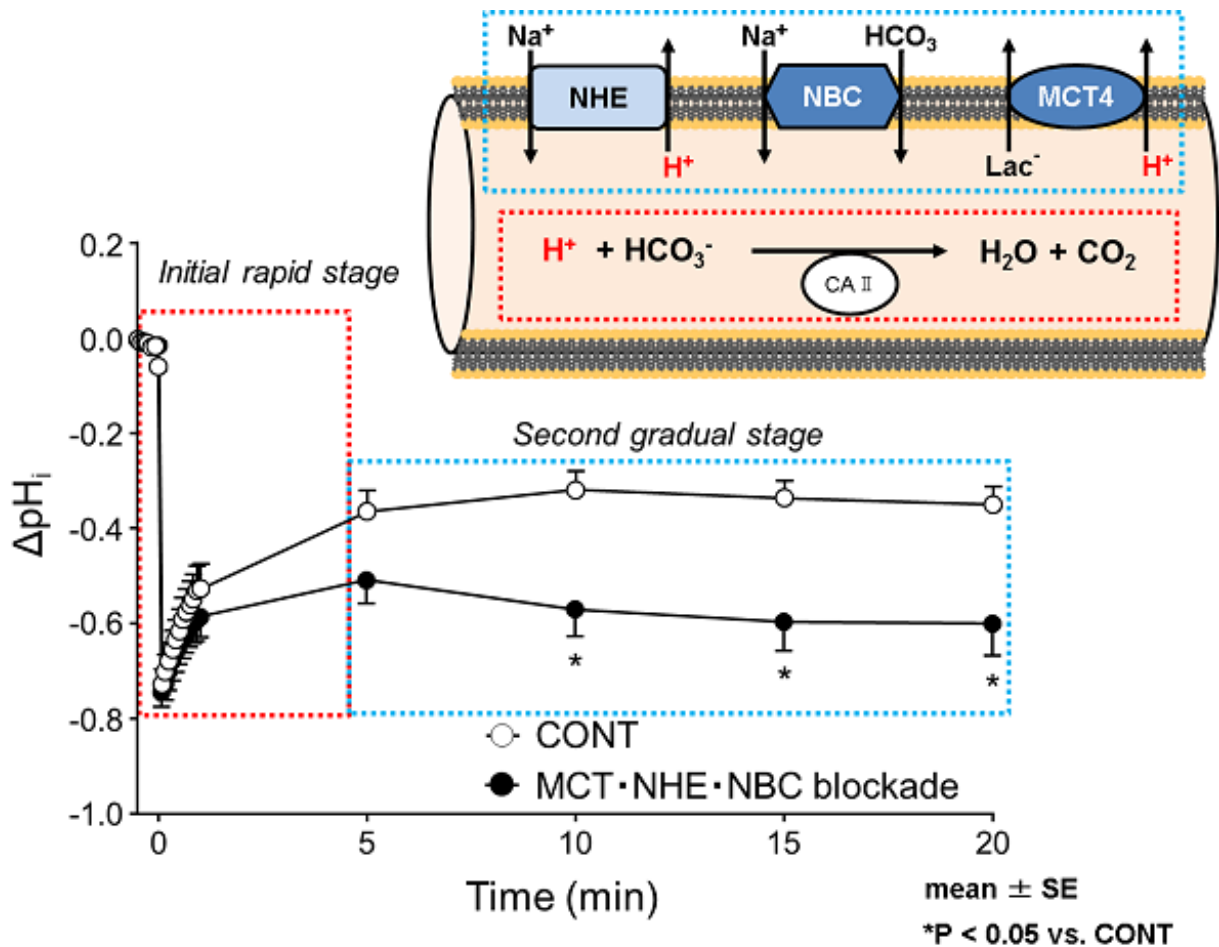 Na⁺ Na⁺ HCO₃
NHE NBC MCT4
H⁺ Lac⁻ H⁺
H⁺ + HCO₃⁻ H₂O + CO₂
CA Ⅱ
Initial rapid stage
Second gradual stage
ΔpHᵢ
0.2
0.0
-0.2
-0.4
-0.6
-0.8
-1.0
* * *
CONT
MCT・NHE・NBC blockade
0 5 10 15 20
Time (min)
mean ± SE
*P < 0.05 vs. CONT